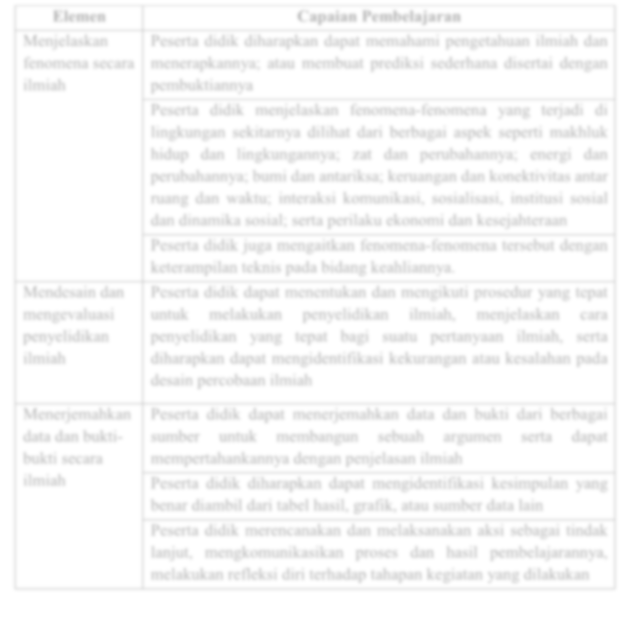 Elemen
Capaian Pembelajaran
Menjelaskan
fenomena secara
ilmiah
Peserta didik diharapkan dapat memahami pengetahuan ilmiah dan
menerapkannya; atau membuat prediksi sederhana disertai dengan
pembuktiannya
Peserta didik menjelaskan fenomena-fenomena yang terjadi di
lingkungan sekitarnya dilihat dari berbagai aspek seperti makhluk
hidup dan lingkungannya; zat dan perubahannya; energi dan
perubahannya; bumi dan antariksa; keruangan dan konektivitas antar
ruang dan waktu; interaksi komunikasi, sosialisasi, institusi sosial
dan dinamika sosial; serta perilaku ekonomi dan kesejahteraan
Peserta didik juga mengaitkan fenomena-fenomena tersebut dengan
keterampilan teknis pada bidang keahliannya.
Mendesain dan
mengevaluasi
penyelidikan
ilmiah
Peserta didik dapat menentukan dan mengikuti prosedur yang tepat
untuk melakukan penyelidikan ilmiah, menjelaskan cara
penyelidikan yang tepat bagi suatu pertanyaan ilmiah, serta
diharapkan dapat mengidentifikasi kekurangan atau kesalahan pada
desain percobaan ilmiah
Menerjemahkan
data dan bukti-
bukti secara
ilmiah
Peserta didik dapat menerjemahkan data dan bukti dari berbagai
sumber untuk membangun sebuah argumen serta dapat
mempertahankannya dengan penjelasan ilmiah
Peserta didik diharapkan dapat mengidentifikasi kesimpulan yang
benar diambil dari tabel hasil, grafik, atau sumber data lain
Peserta didik merencanakan dan melaksanakan aksi sebagai tindak
lanjut, mengkomunikasikan proses dan hasil pembelajarannya,
melakukan refleksi diri terhadap tahapan kegiatan yang dilakukan